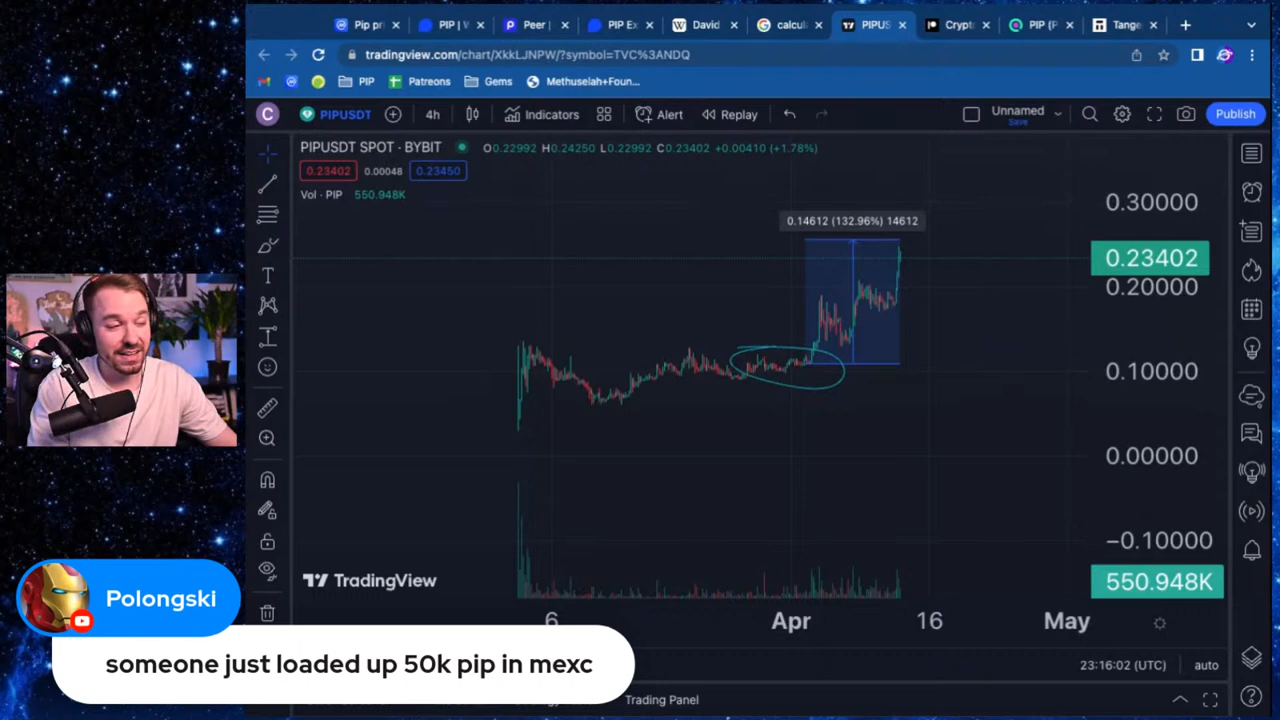 Pip pri
PIP | W
Peer |
PIP Ex
David
calcula
PIPUS
Crypt
PIP (P
Tange
tradingview.com/chart/XkkLJNPW/?symbol=TVC%3ANDQ
PIP
Patreons
Gems
Methuselah+Foun...
C
PIPUSDT
4h
Indicators
Alert
Replay
Unnamed
Save
Publish
PIPUSDT SPOT · BYBIT
O0.22992 H0.24250 L0.22992 C0.23402 +0.00410 (+1.78%)
0.23402
0.00048
0.23450
Vol · PIP 550.948K
0.14612 (132.96%) 14612
0.30000
0.23402
0.20000
0.10000
0.00000
−0.10000
550.948K
TradingView
6
Apr
16
May
23:16:02 (UTC)
auto
Trading Panel
Polongski
someone just loaded up 50k pip in mexc